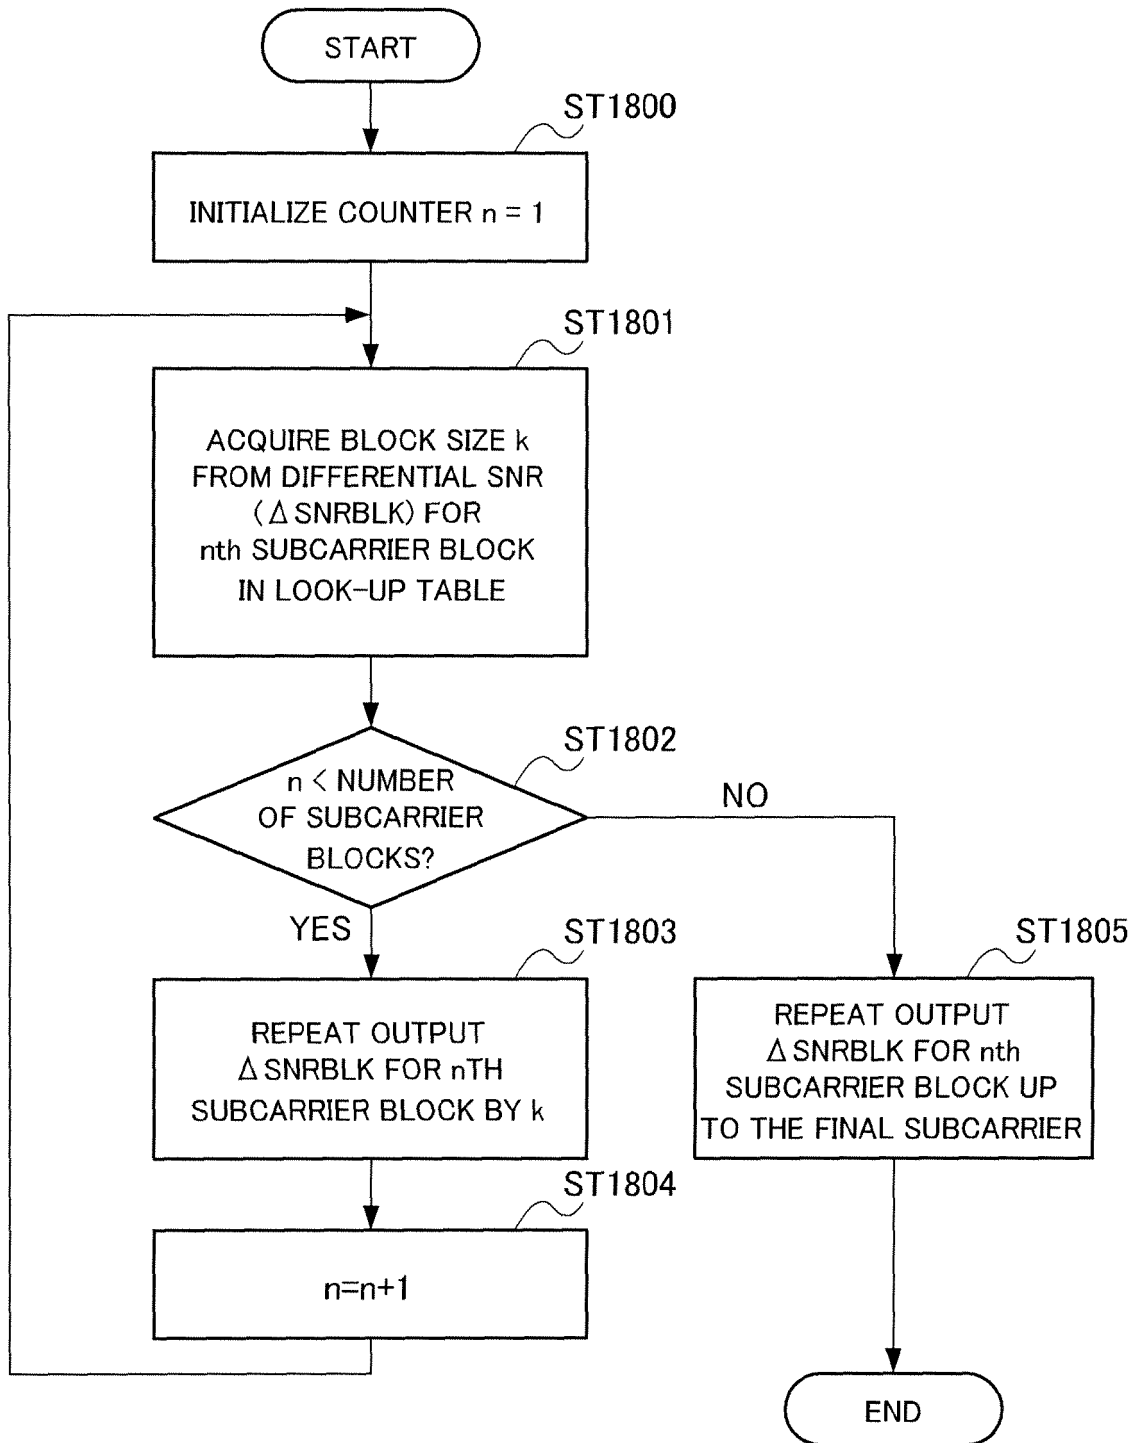 START
ST1800
INITIALIZE COUNTER n = 1
ST1801
ACQUIRE BLOCK SIZE k
FROM DIFFERENTIAL SNR
(ΔSNRBLK) FOR
nth SUBCARRIER BLOCK
IN LOOK-UP TABLE
ST1802
n < NUMBER
OF SUBCARRIER
BLOCKS?
NO
YES
ST1803
REPEAT OUTPUT
ΔSNRBLK FOR nTH
SUBCARRIER BLOCK BY k
ST1805
REPEAT OUTPUT
ΔSNRBLK FOR nth
SUBCARRIER BLOCK UP
TO THE FINAL SUBCARRIER
ST1804
n=n+1
END